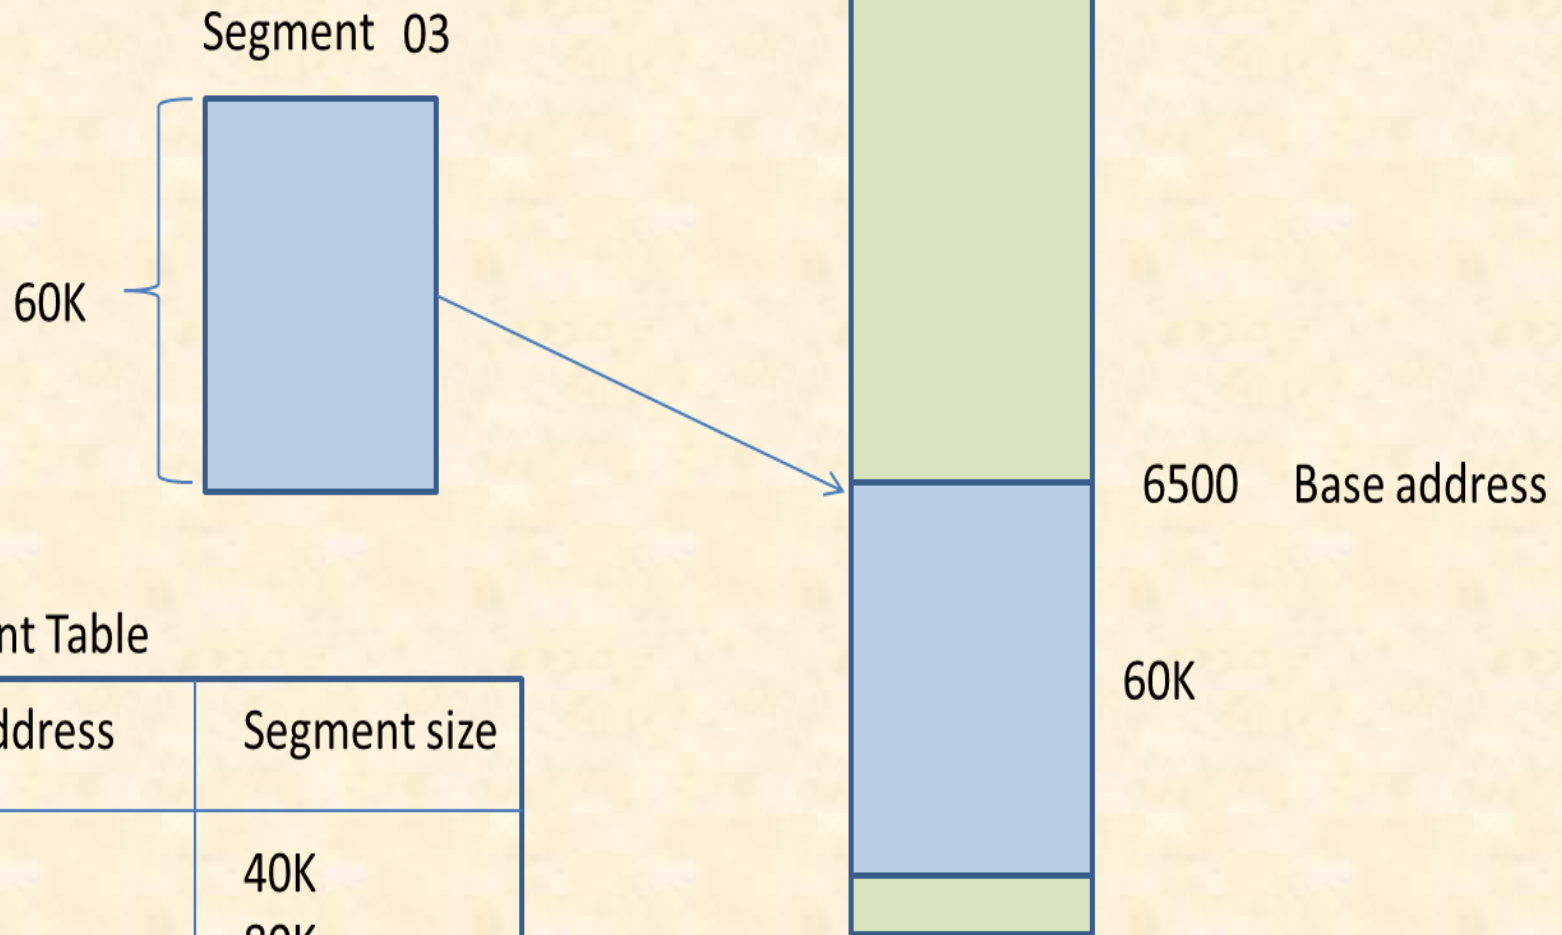 Segment 03
60K
6500 Base address
nt Table
60K
ddress Segment size
40K